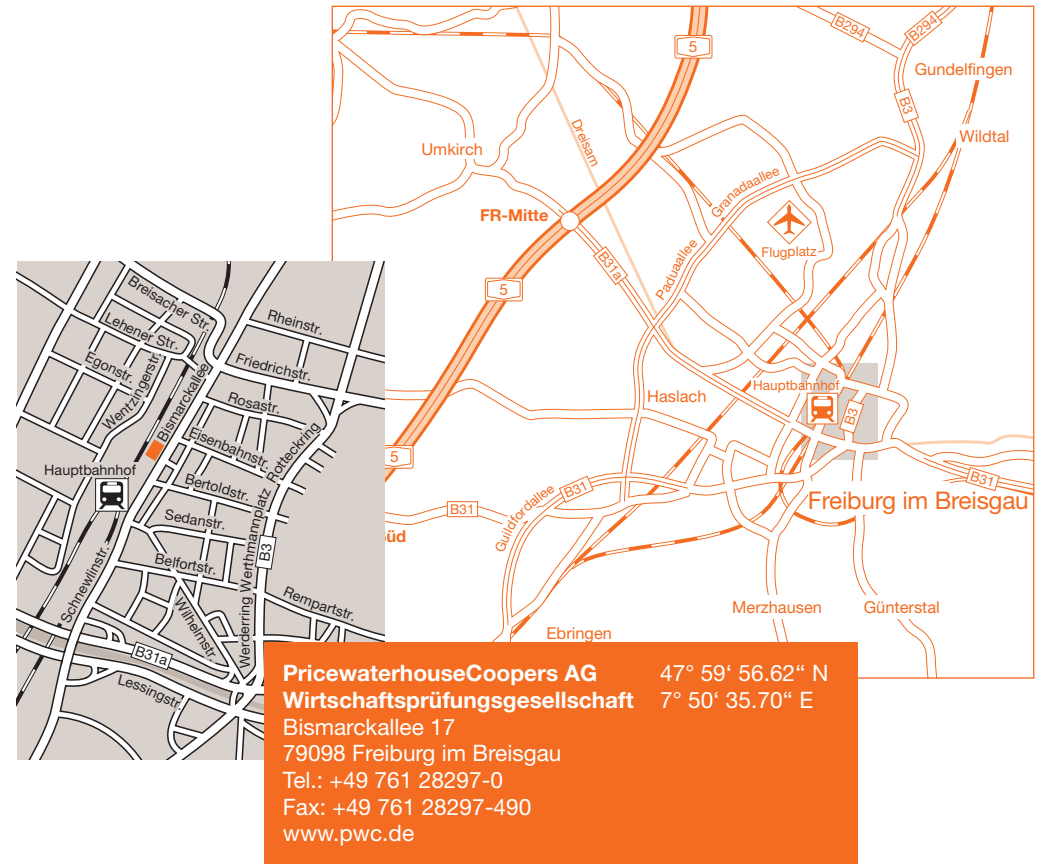 5
B294
B294
Gundelfingen
B3
Wildtal
Umkirch
Dreisam
Granadaallee
FR-Mitte
Flugplatz
B31a
Paduaallee
5
Hauptbahnhof
Haslach
B3
5
B31
B31
B31
Guildfordallee
Freiburg im Breisgau
Süd
Merzhausen
Günterstal
Ebringen
Breisacher Str.
Rheinstr.
Lehener Str.
Egonstr.
Friedrichstr.
Wentzingerstr.
Bismarckallee
Rosastr.
Eisenbahnstr.
Rotteckring
Hauptbahnhof
Bertoldstr.
Sedanstr.
Werthmannplatz
B3
Belfortstr.
Schnewlinstr.
Wilhelmstr.
Rempartstr.
Werderring
B31a
Lessingstr.
PricewaterhouseCoopers AG 47° 59‘ 56.62“ N
Wirtschaftsprüfungsgesellschaft 7° 50‘ 35.70“ E
Bismarckallee 17
79098 Freiburg im Breisgau
Tel.: +49 761 28297-0
Fax: +49 761 28297-490
www.pwc.de